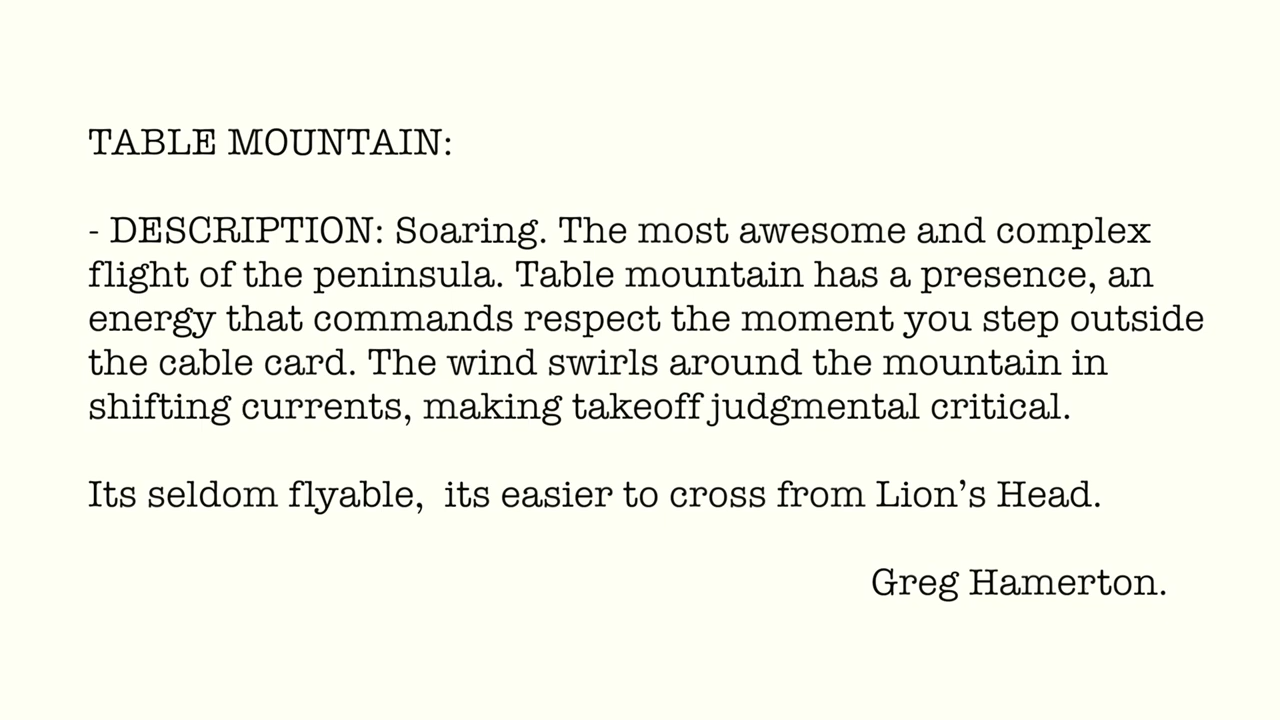 TABLE MOUNTAIN:
- DESCRIPTION: Soaring. The most awesome and complex
flight of the peninsula. Table mountain has a presence, an
energy that commands respect the moment you step outside
the cable card. The wind swirls around the mountain in
shifting currents, making takeoff judgmental critical.
Its seldom flyable,  its easier to cross from Lion’s Head.
Greg Hamerton.